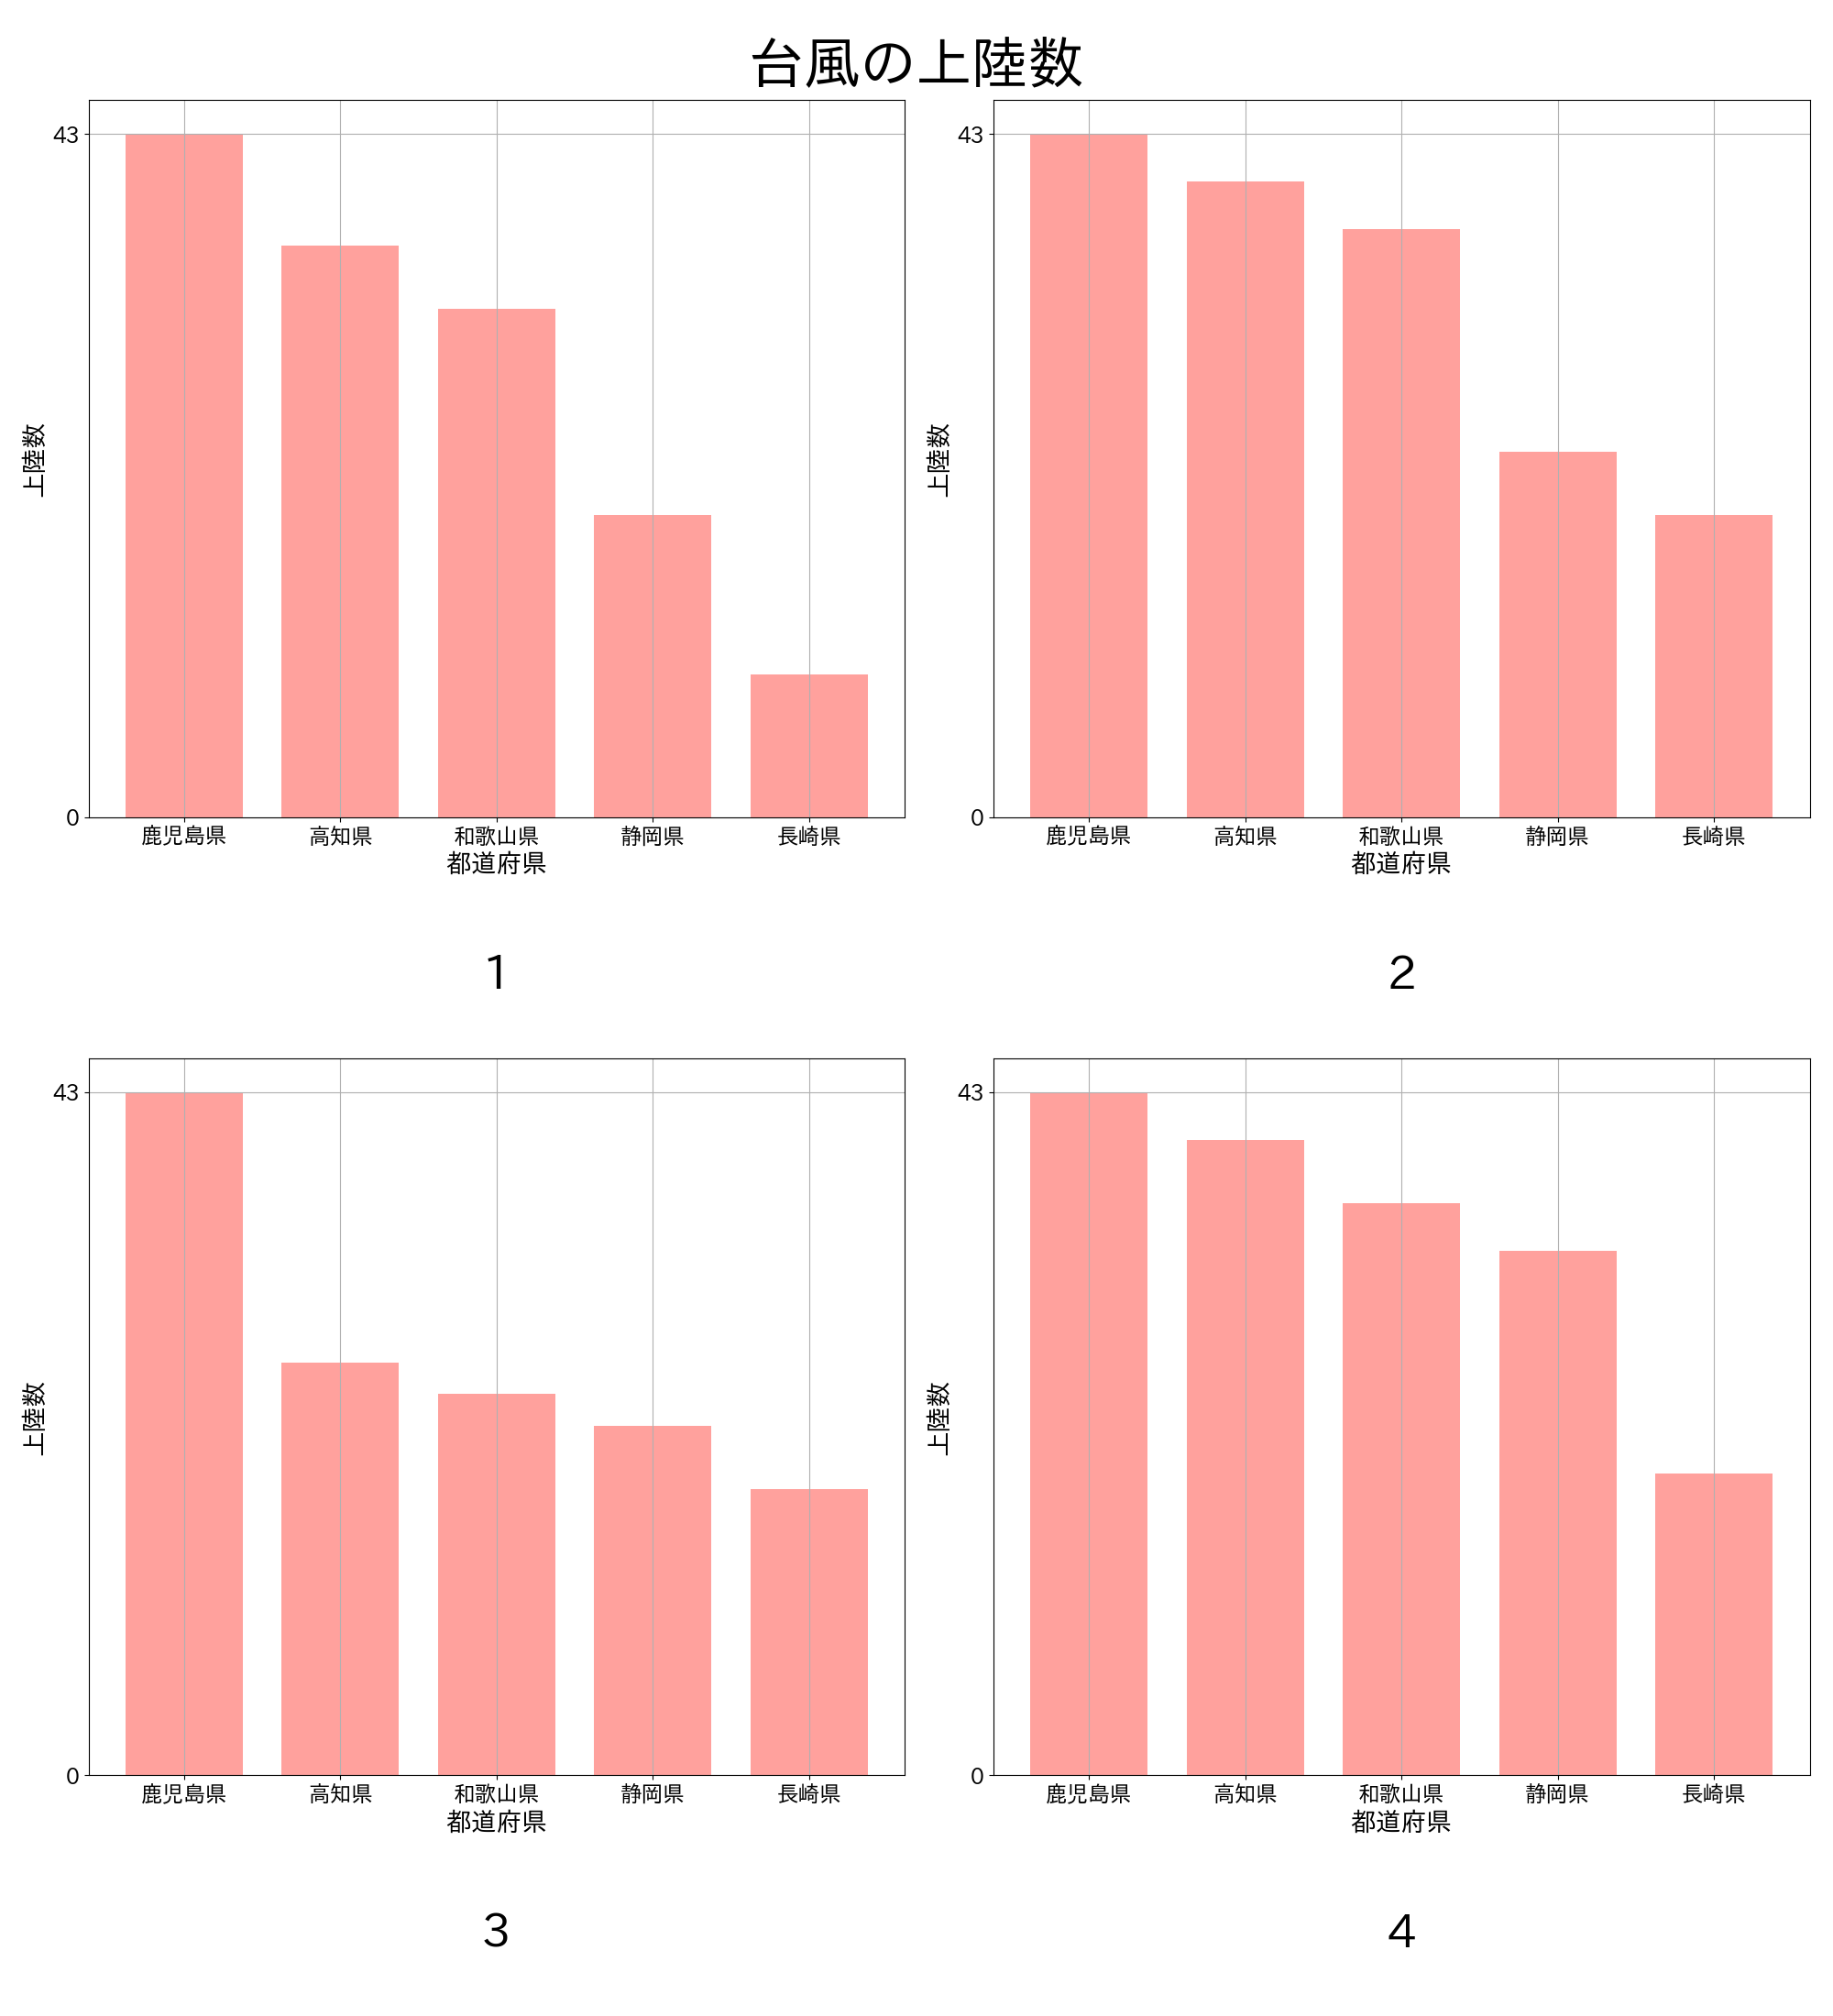 台風の上陸数
43
上陸数
0
鹿児島県 高知県 和歌山県 静岡県 長崎県
都道府県
1
43
上陸数
0
鹿児島県 高知県 和歌山県 静岡県 長崎県
都道府県
2
43
上陸数
0
鹿児島県 高知県 和歌山県 静岡県 長崎県
都道府県
3
43
上陸数
0
鹿児島県 高知県 和歌山県 静岡県 長崎県
都道府県
4